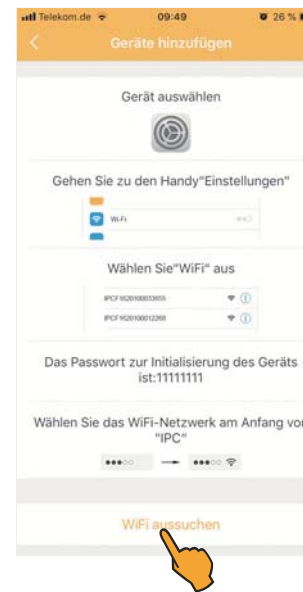 Telekom.de 09:49 26 %
Geräte hinzufügen
Gerät auswählen
Gehen Sie zu den Handy"Einstellungen"
Wi-Fi
Wählen Sie"WiFi" aus
IPCF1620100033655
IPCF1620100012269
Das Passwort zur Initialisierung des Geräts
ist:11111111
Wählen Sie das WiFi-Netzwerk am Anfang vor
"IPC"
WiFi aussuchen